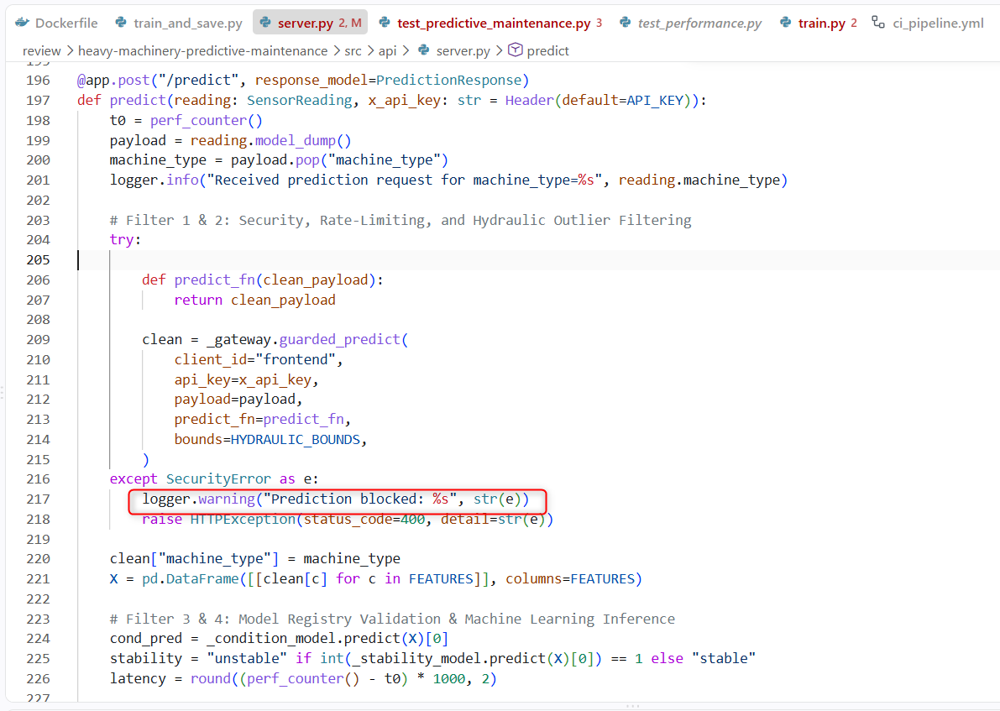 Dockerfile train_and_save.py server.py 2, M test_predictive_maintenance.py 3 test_performance.py train.py 2 ci_pipeline.yml
review > heavy-machinery-predictive-maintenance > src > api > server.py > predict
195
196 @app.post("/predict", response_model=PredictionResponse)
197 def predict(reading: SensorReading, x_api_key: str = Header(default=API_KEY)):
198     t0 = perf_counter()
199     payload = reading.model_dump()
200     machine_type = payload.pop("machine_type")
201     logger.info("Received prediction request for machine_type=%s", reading.machine_type)
202
203     # Filter 1 & 2: Security, Rate-Limiting, and Hydraulic Outlier Filtering
204     try:
205
206         def predict_fn(clean_payload):
207             return clean_payload
208
209         clean = _gateway.guarded_predict(
210             client_id="frontend",
211             api_key=x_api_key,
212             payload=payload,
213             predict_fn=predict_fn,
214             bounds=HYDRAULIC_BOUNDS,
215         )
216     except SecurityError as e:
217         logger.warning("Prediction blocked: %s", str(e))
218         raise HTTPException(status_code=400, detail=str(e))
219
220     clean["machine_type"] = machine_type
221     X = pd.DataFrame([[clean[c] for c in FEATURES]], columns=FEATURES)
222
223     # Filter 3 & 4: Model Registry Validation & Machine Learning Inference
224     cond_pred = _condition_model.predict(X)[0]
225     stability = "unstable" if int(_stability_model.predict(X)[0]) == 1 else "stable"
226     latency = round((perf_counter() - t0) * 1000, 2)
227